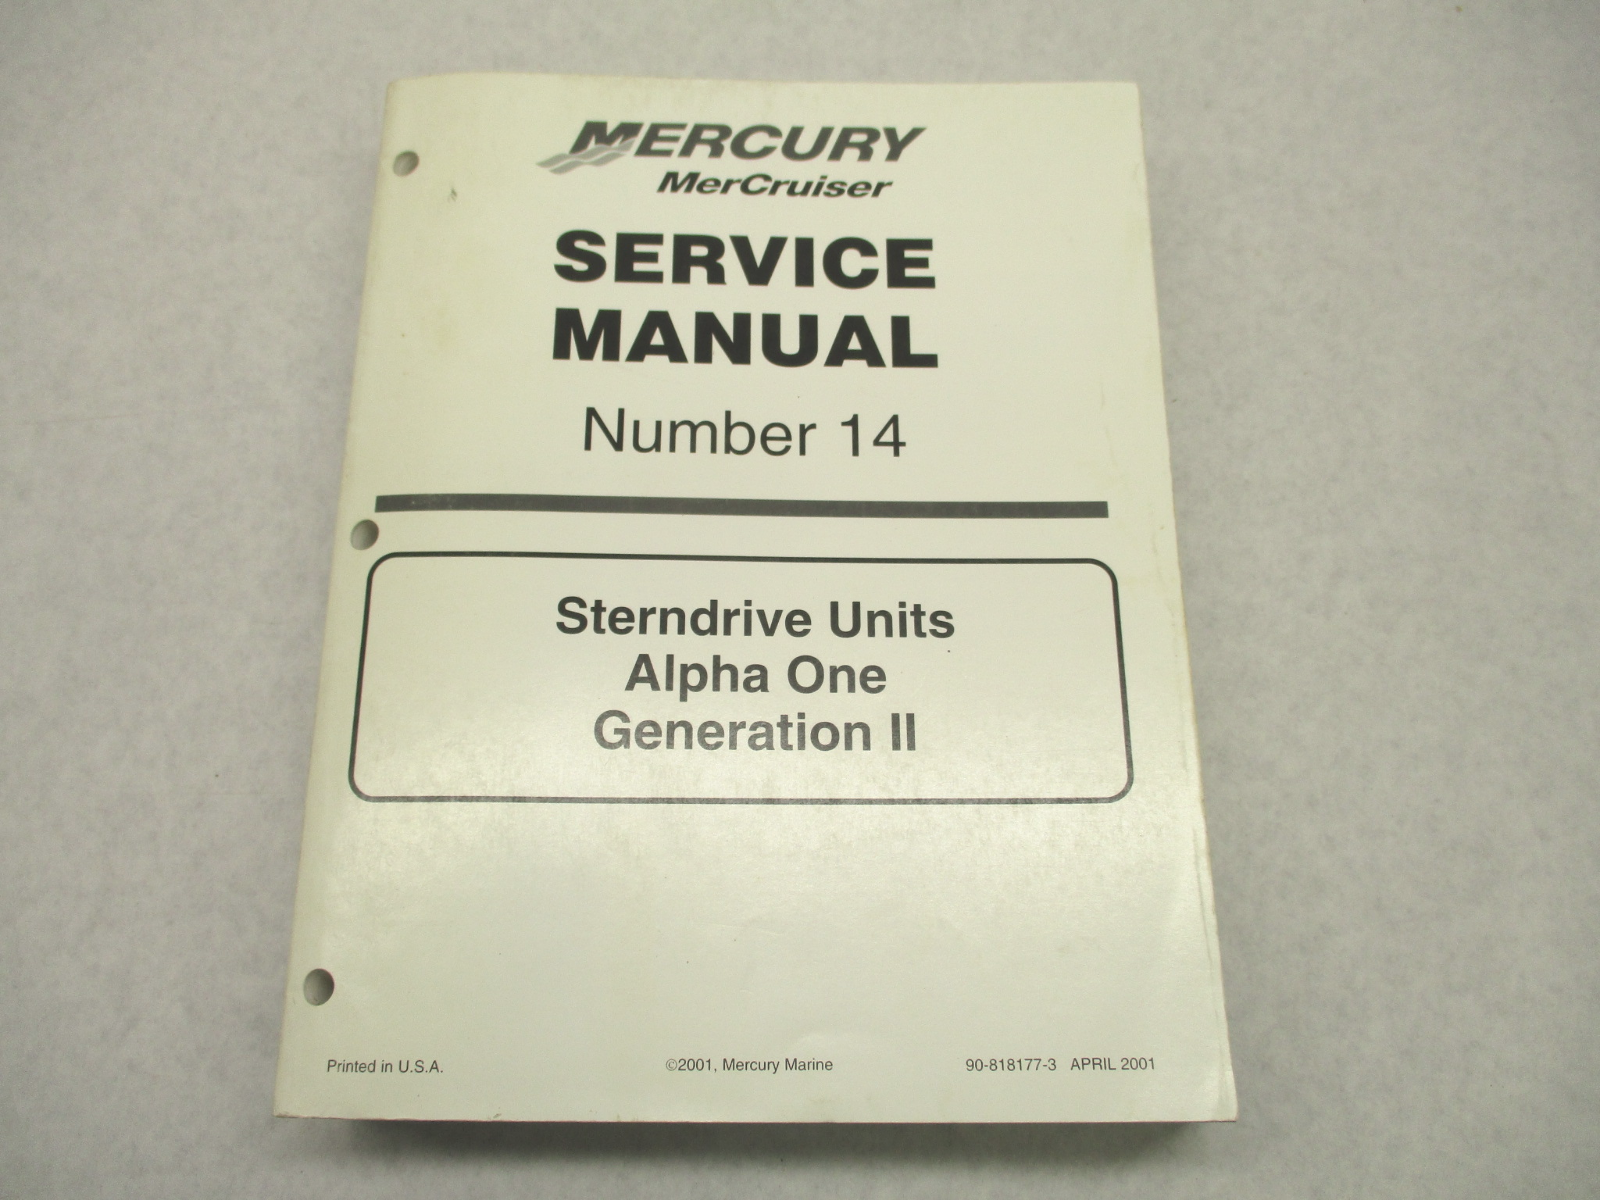 MERCURY
MerCruiser
SERVICE
MANUAL
Number 14
Sterndrive Units
Alpha One
Generation II
Printed in U.S.A.
©2001, Mercury Marine
90-818177-3 APRIL 2001